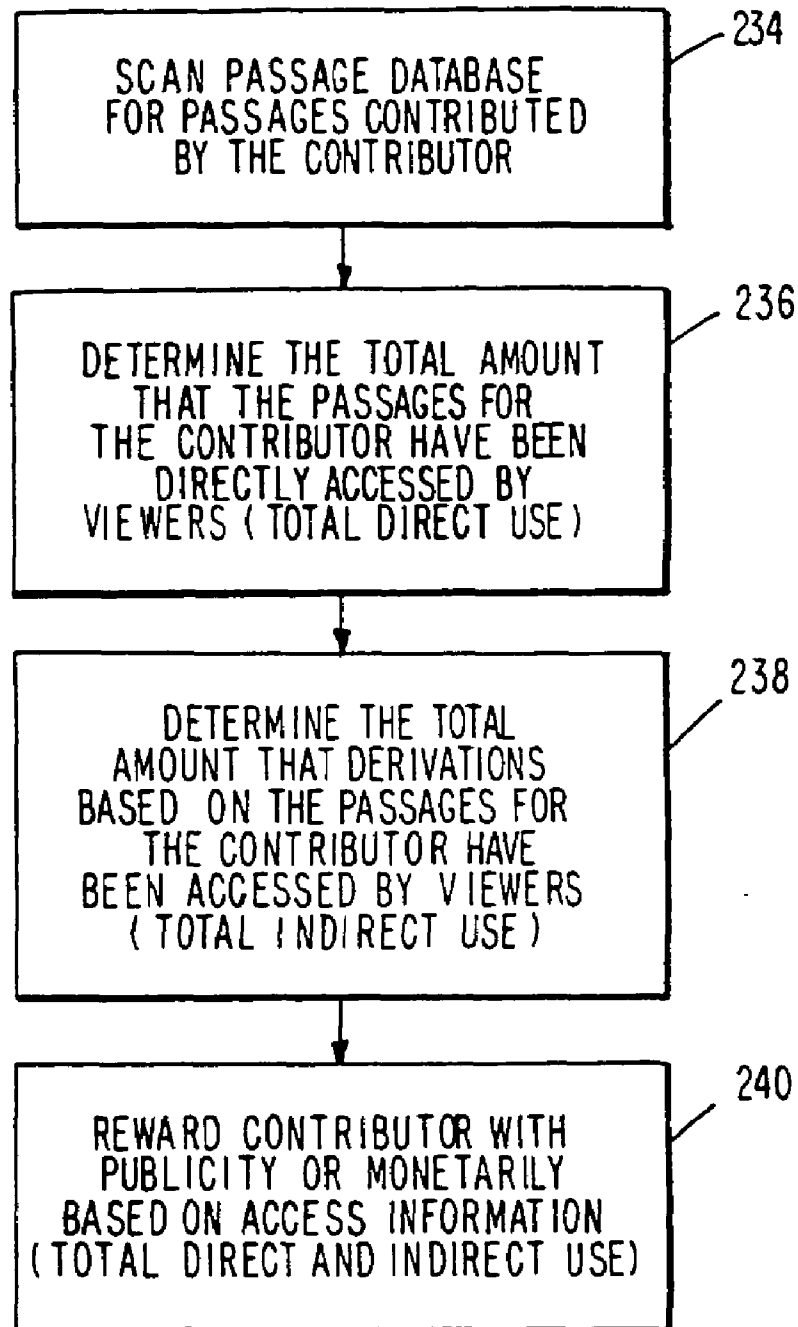 234
SCAN PASSAGE DATABASE
FOR PASSAGES CONTRIBUTED
BY THE CONTRIBUTOR
236
DETERMINE THE TOTAL AMOUNT
THAT THE PASSAGES FOR
THE CONTRIBUTOR HAVE BEEN
DIRECTLY ACCESSED BY
VIEWERS (TOTAL DIRECT USE)
238
DETERMINE THE TOTAL
AMOUNT THAT DERIVATIONS
BASED ON THE PASSAGES FOR
THE CONTRIBUTOR HAVE
BEEN ACCESSED BY VIEWERS
(TOTAL INDIRECT USE)
240
REWARD CONTRIBUTOR WITH
PUBLICITY OR MONETARILY
BASED ON ACCESS INFORMATION
(TOTAL DIRECT AND INDIRECT USE)